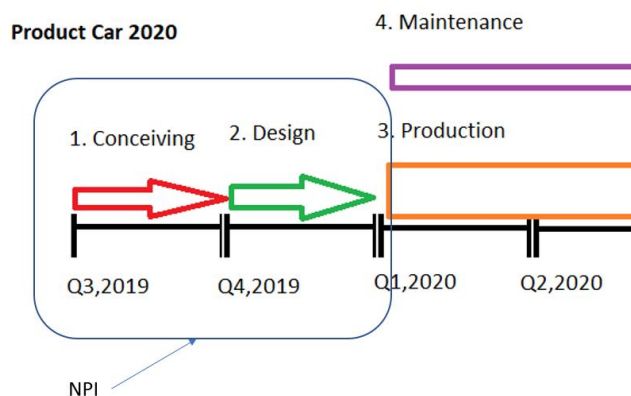 Product Car 2020
4. Maintenance
1. Conceiving
2. Design
3. Production
Q3,2019
Q4,2019
Q1,2020
Q2,2020
NPI